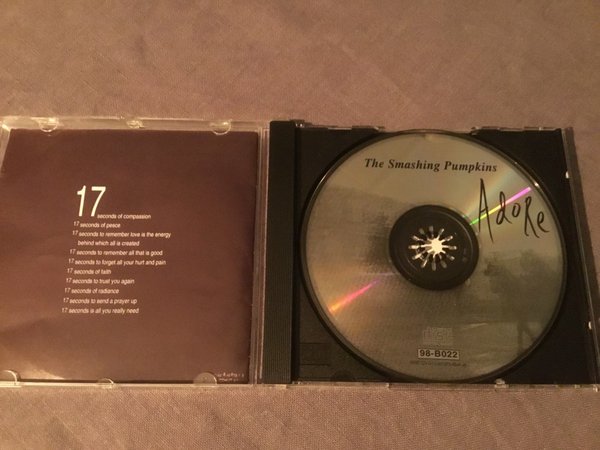 17 seconds of compassion
17 seconds of peace
17 seconds to remember love is the energy
behind which all is created
17 seconds to remember all that is good
17 seconds to forget all your hurt and pain
17 seconds of faith
17 seconds to trust you again
17 seconds of radiance
17 seconds to send a prayer up
17 seconds is all you really need
The Smashing Pumpkins
Adore
98-B022